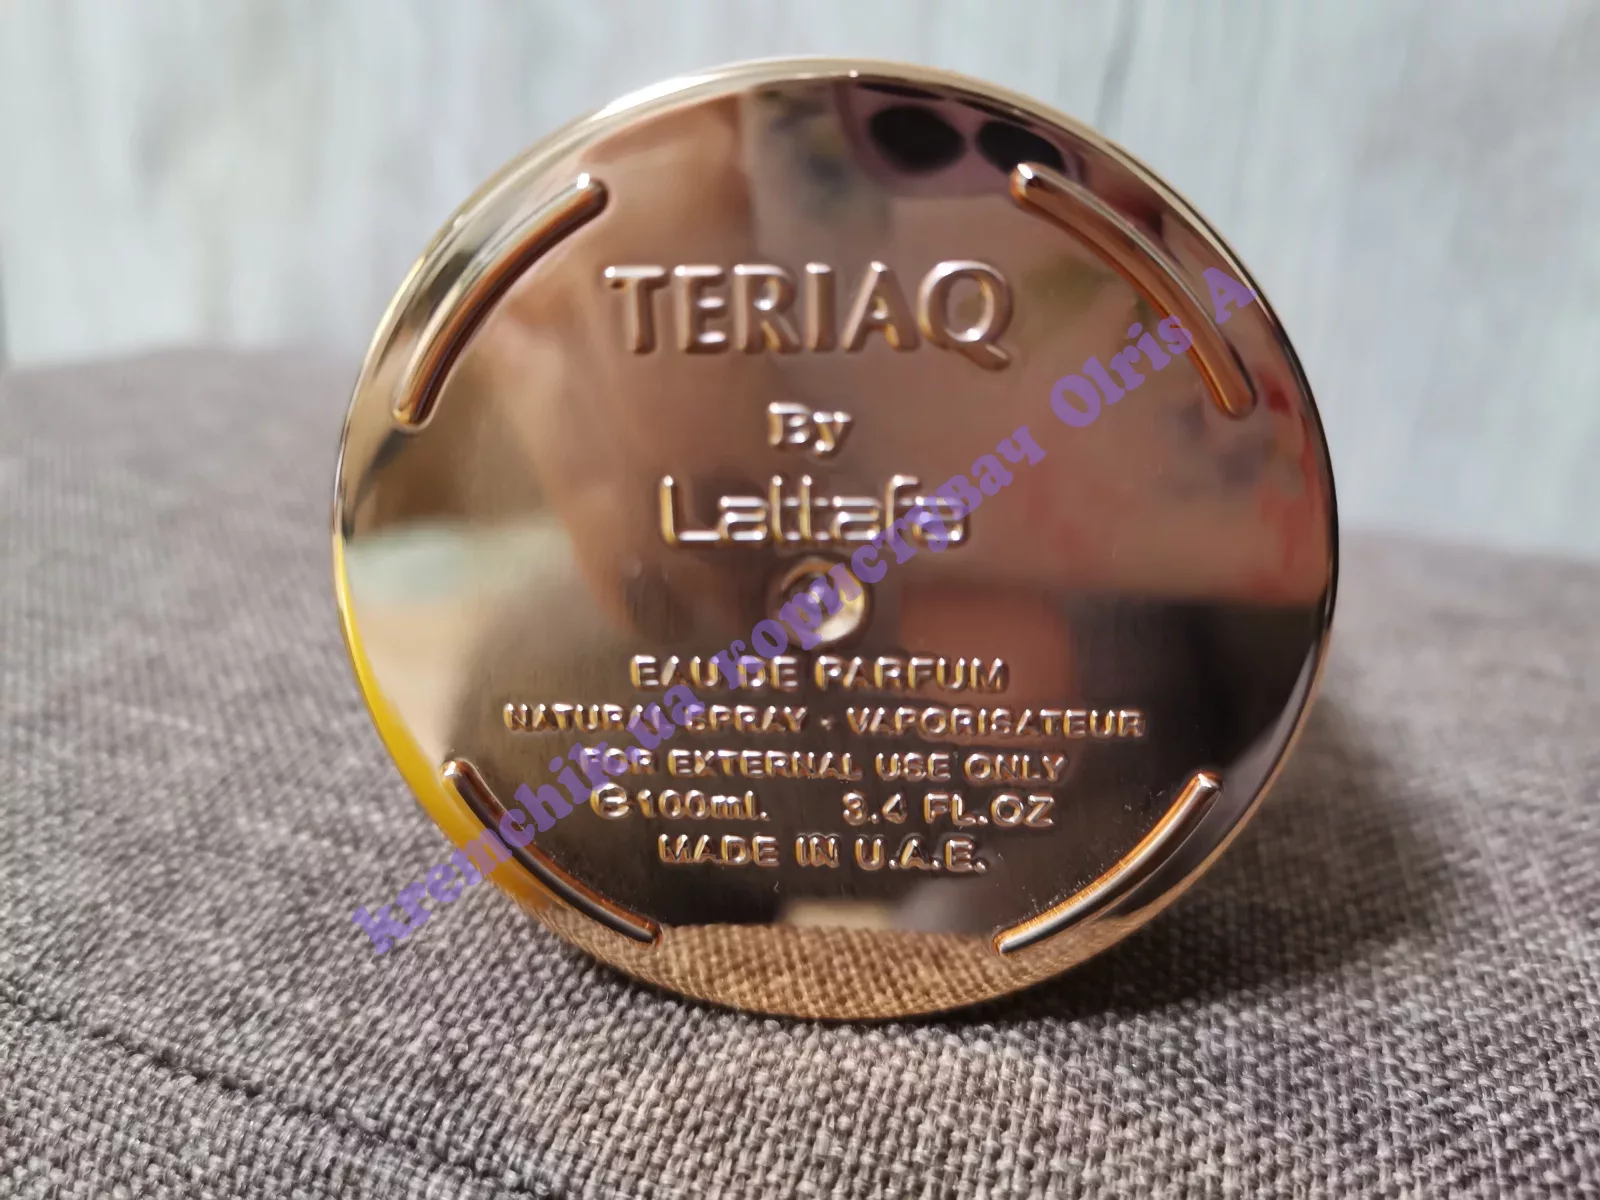 TERIAQ
By
Lattafa
EAU DE PARFUM
NATURAL SPRAY - VAPORISATEUR
FOR EXTERNAL USE ONLY
℮100ml. 3.4 FL.OZ
MADE IN U.A.E.
kremchik.ua користувач Olris A